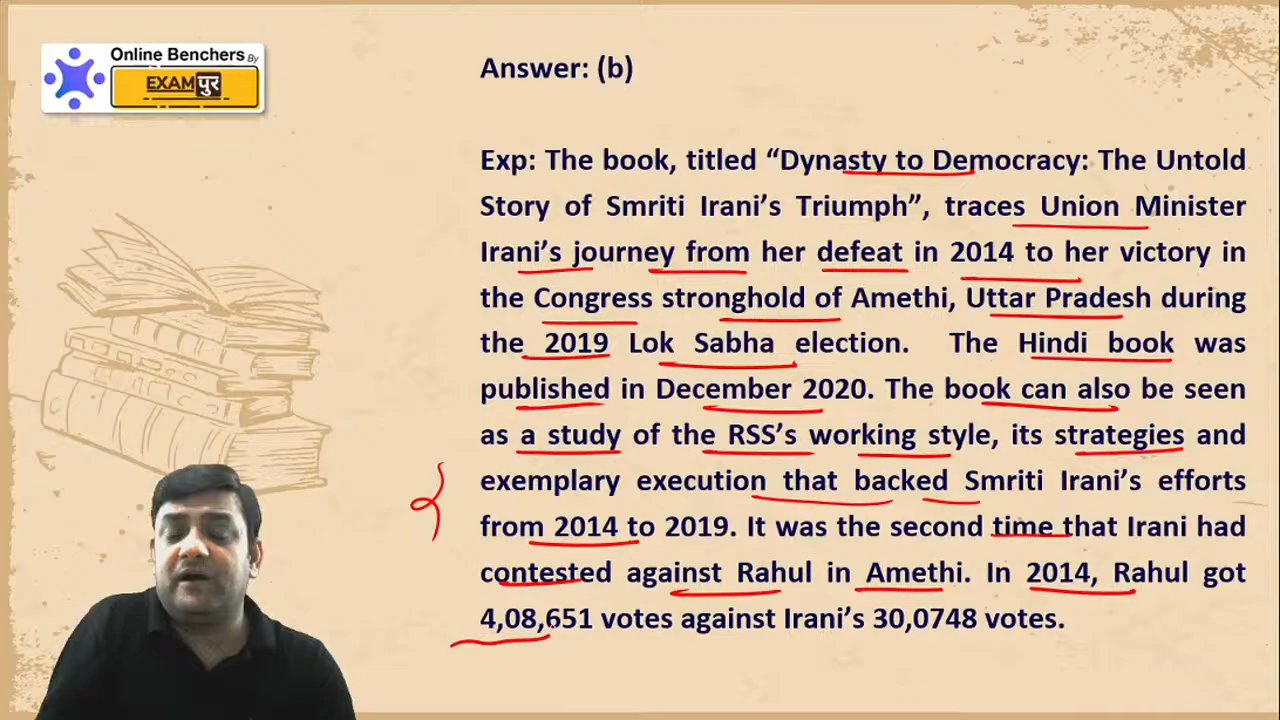 Online Benchers By
EXAMपुर
Answer: (b)
Exp: The book, titled “Dynasty to Democracy: The Untold
Story of Smriti Irani’s Triumph”, traces Union Minister
Irani’s journey from her defeat in 2014 to her victory in
the Congress stronghold of Amethi, Uttar Pradesh during
the 2019 Lok Sabha election. The Hindi book was
published in December 2020. The book can also be seen
as a study of the RSS’s working style, its strategies and
exemplary execution that backed Smriti Irani’s efforts
from 2014 to 2019. It was the second time that Irani had
contested against Rahul in Amethi. In 2014, Rahul got
4,08,651 votes against Irani’s 30,0748 votes.